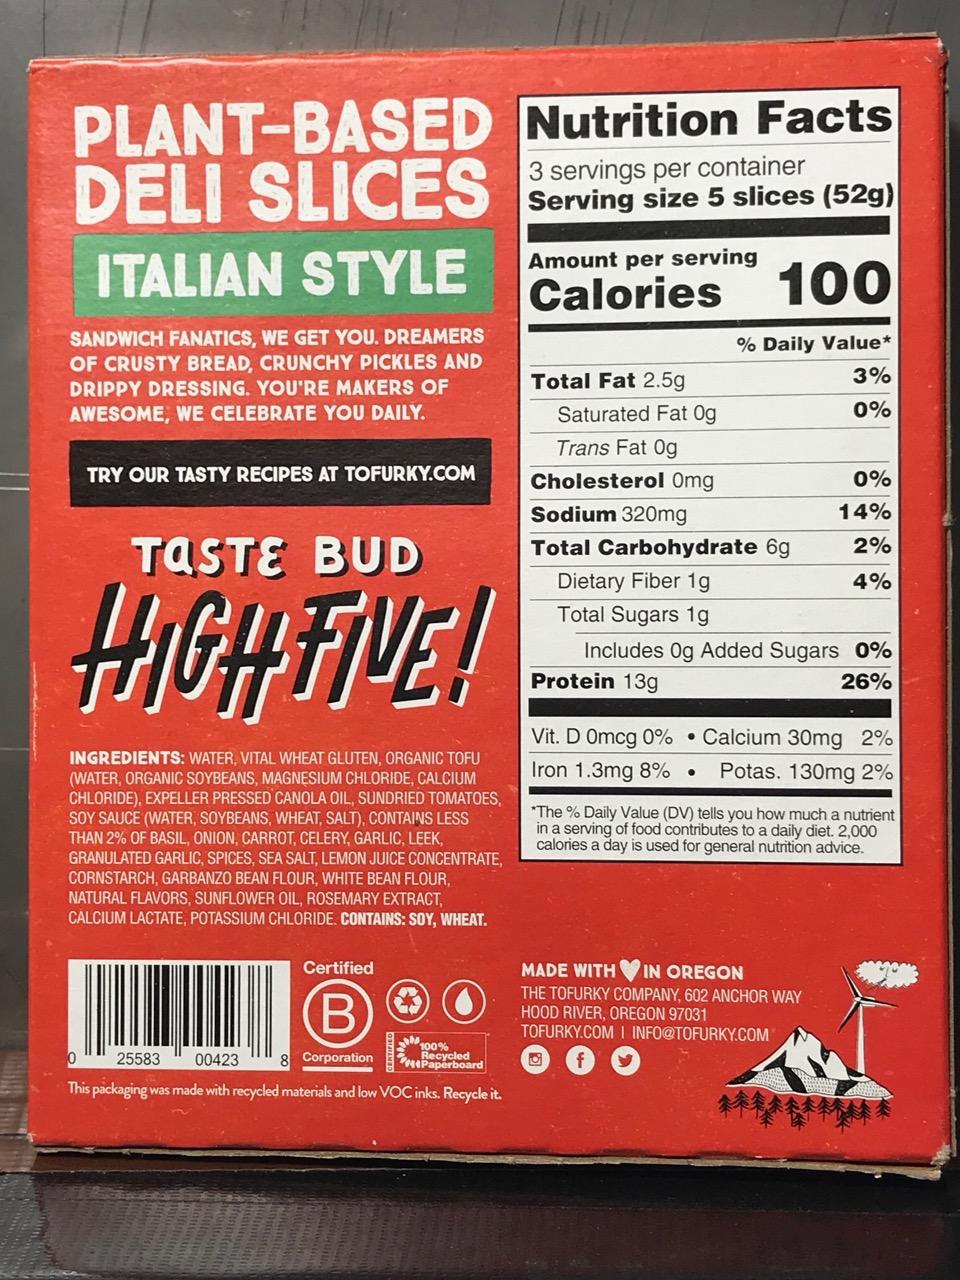 PLANT-BASED
DELI SLICES
ITALIAN STYLE
SANDWICH FANATICS, WE GET YOU. DREAMERS
OF CRUSTY BREAD, CRUNCHY PICKLES AND
DRIPPY DRESSING. YOU'RE MAKERS OF
AWESOME, WE CELEBRATE YOU DAILY.
TRY OUR TASTY RECIPES AT TOFURKY.COM
TASTE BUD
HIGH FIVE!
INGREDIENTS: WATER, VITAL WHEAT GLUTEN, ORGANIC TOFU
(WATER, ORGANIC SOYBEANS, MAGNESIUM CHLORIDE, CALCIUM
CHLORIDE), EXPELLER PRESSED CANOLA OIL, SUNDRIED TOMATOES,
SOY SAUCE (WATER, SOYBEANS, WHEAT, SALT), CONTAINS LESS
THAN 2% OF BASIL, ONION, CARROT, CELERY, GARLIC, LEEK,
GRANULATED GARLIC, SPICES, SEA SALT, LEMON JUICE CONCENTRATE,
CORNSTARCH, GARBANZO BEAN FLOUR, WHITE BEAN FLOUR,
NATURAL FLAVORS, SUNFLOWER OIL, ROSEMARY EXTRACT,
CALCIUM LACTATE, POTASSIUM CHLORIDE. CONTAINS: SOY, WHEAT.
0 25583 00423 8
Certified
B
Corporation
CERTIFIED
100%
Recycled
Paperboard
This packaging was made with recycled materials and low VOC inks. Recycle it.
Nutrition Facts
3 servings per container
Serving size 5 slices (52g)
Amount per serving
Calories 100
% Daily Value*
Total Fat 2.5g 3%
Saturated Fat 0g 0%
Trans Fat 0g
Cholesterol 0mg 0%
Sodium 320mg 14%
Total Carbohydrate 6g 2%
Dietary Fiber 1g 4%
Total Sugars 1g
Includes 0g Added Sugars 0%
Protein 13g 26%
Vit. D 0mcg 0% • Calcium 30mg 2%
Iron 1.3mg 8% • Potas. 130mg 2%
*The % Daily Value (DV) tells you how much a nutrient
in a serving of food contributes to a daily diet. 2,000
calories a day is used for general nutrition advice.
MADE WITH ♥ IN OREGON
THE TOFURKY COMPANY, 602 ANCHOR WAY
HOOD RIVER, OREGON 97031
TOFURKY.COM | INFO@TOFURKY.COM